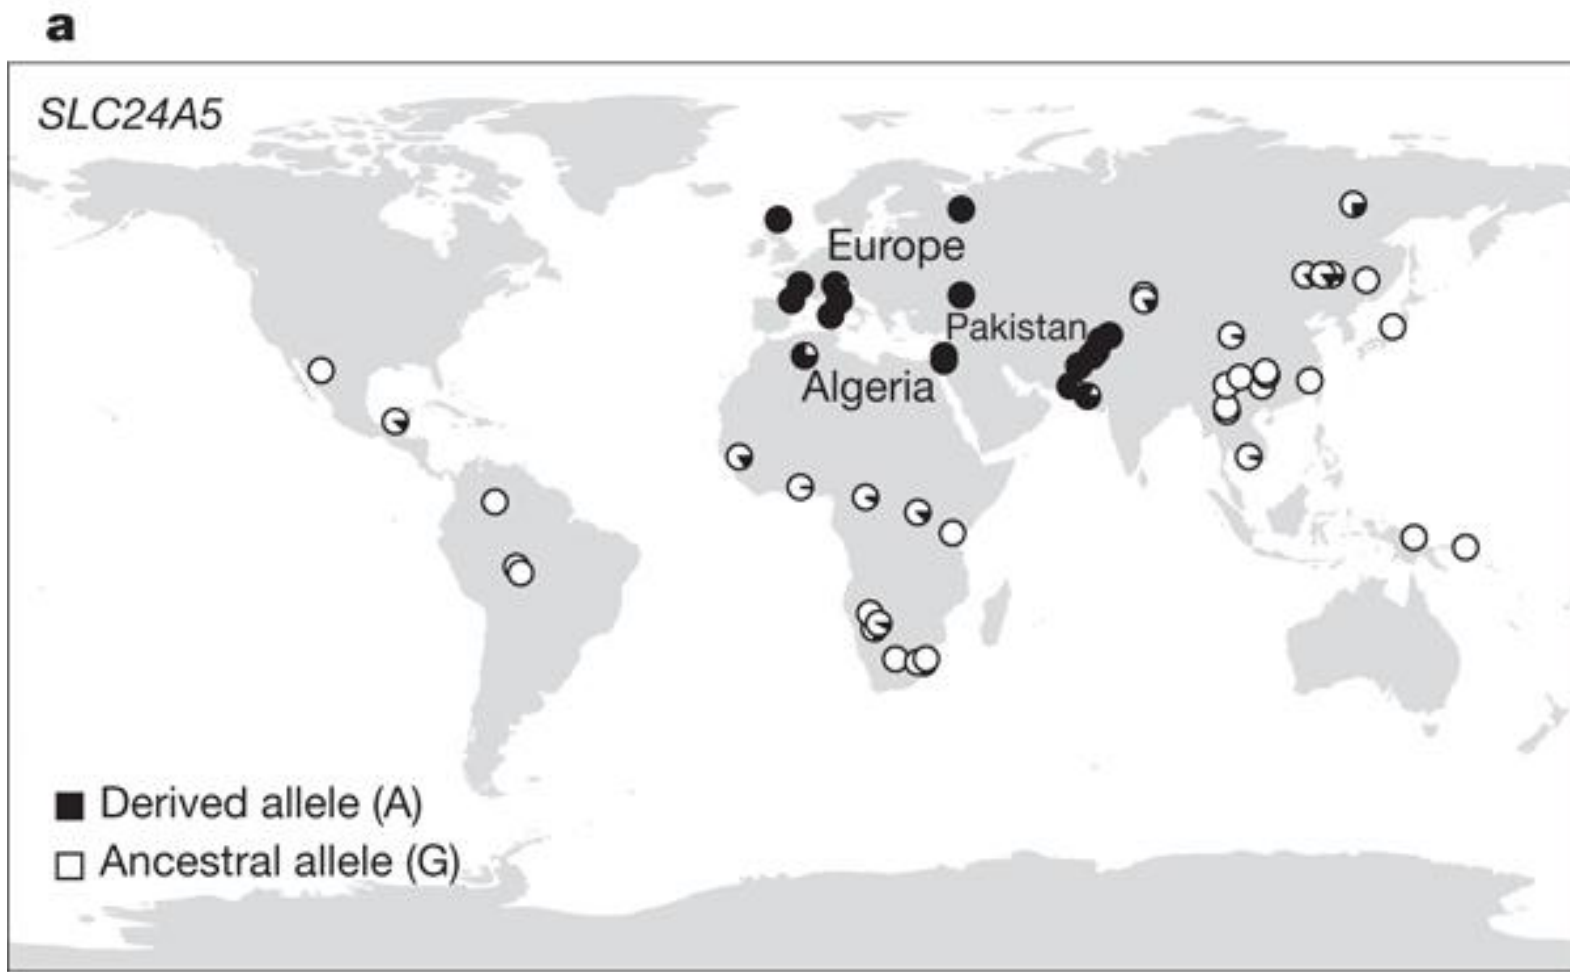 a
SLC24A5
Europe
Pakistan
Algeria
Derived allele (A)
Ancestral allele (G)